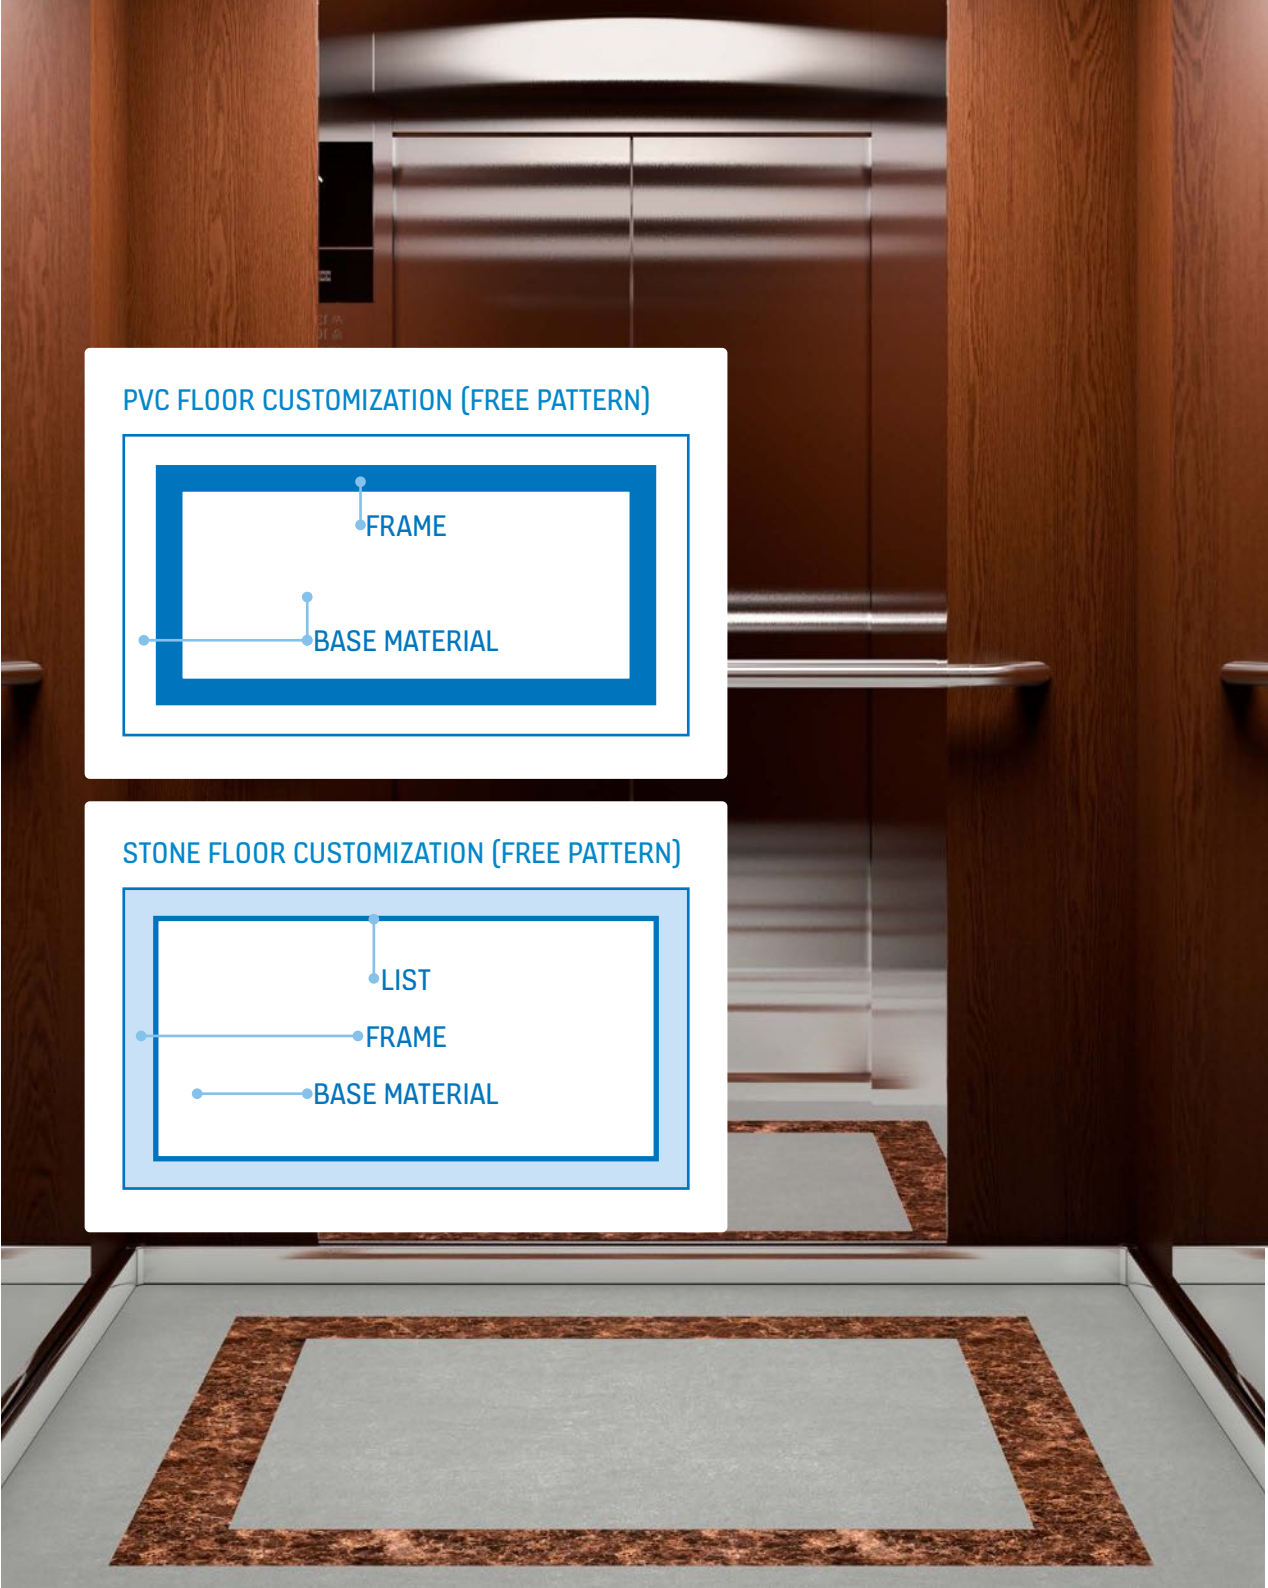 PVC FLOOR CUSTOMIZATION (FREE PATTERN)
FRAME
BASE MATERIAL
STONE FLOOR CUSTOMIZATION (FREE PATTERN)
LIST
FRAME
BASE MATERIAL